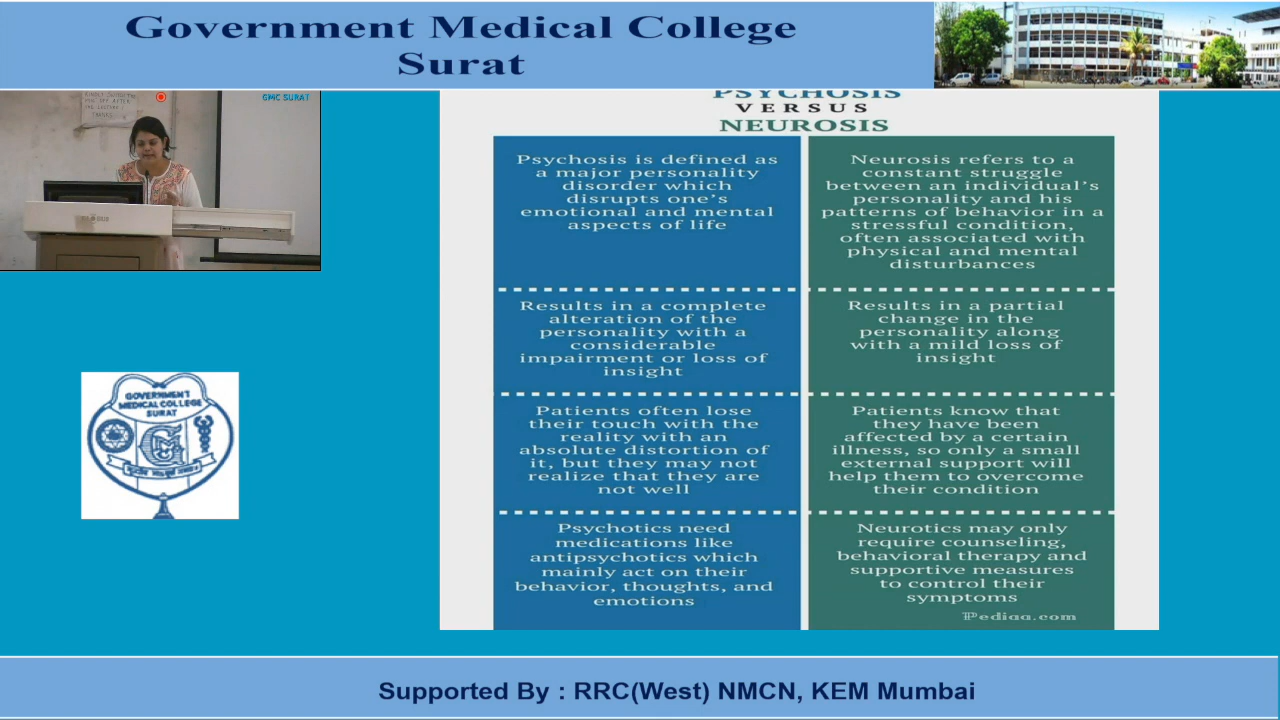 Government Medical College
Surat
GMC SURAT
PSYCHOSIS
VERSUS
NEUROSIS
Psychosis is defined as
a major personality
disorder which
disrupts one's
emotional and mental
aspects of life
Neurosis refers to a
constant struggle
between an individual's
personality and his
patterns of behavior in a
stressful condition,
often associated with
physical and mental
disturbances
Results in a complete
alteration of the
personality with a
considerable
impairment or loss of
insight
Results in a partial
change in the
personality along
with a mild loss of
insight
Patients often lose
their touch with the
reality with an
absolute distortion of
it, but they may not
realize that they are
not well
Patients know that
they have been
affected by a certain
illness, so only a small
external support will
help them to overcome
their condition
Psychotics need
medications like
antipsychotics which
mainly act on their
behavior, thoughts, and
emotions
Neurotics may only
require counseling,
behavioral therapy and
supportive measures
to control their
symptoms
Pediaa.com
GOVERNMENT
MEDICAL COLLEGE
SURAT
Supported By : RRC(West) NMCN, KEM Mumbai